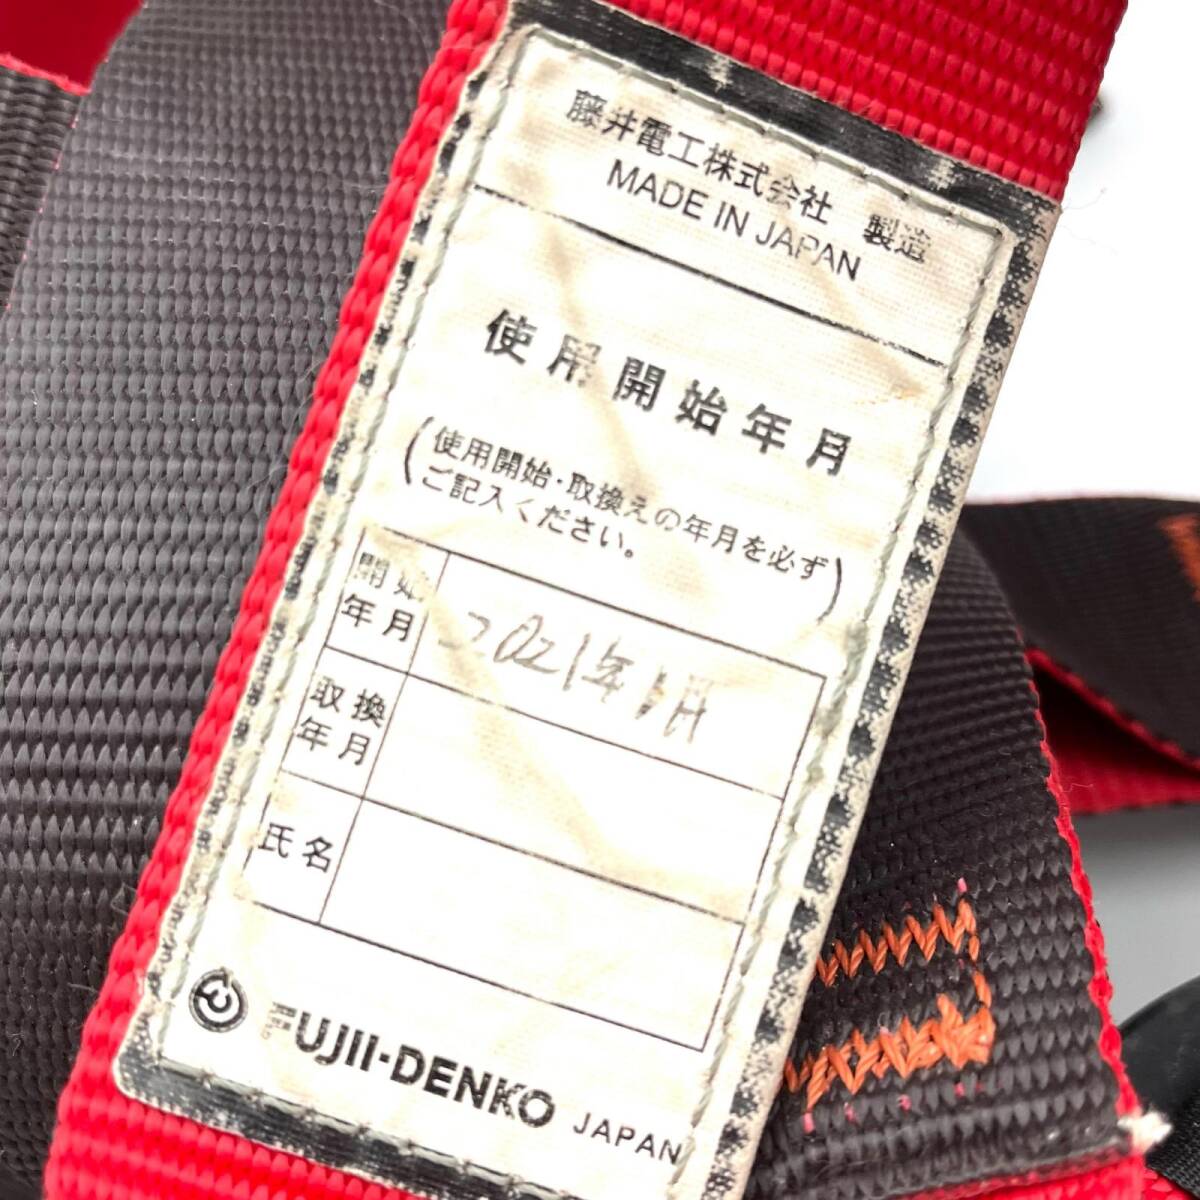 藤井電工株式会社 製造
MADE IN JAPAN
使用開始年月
(使用開始・取換えの年月を必ず
ご記入ください。)
開始
年月
2021年1月
取換
年月
氏名
FUJII-DENKO JAPAN